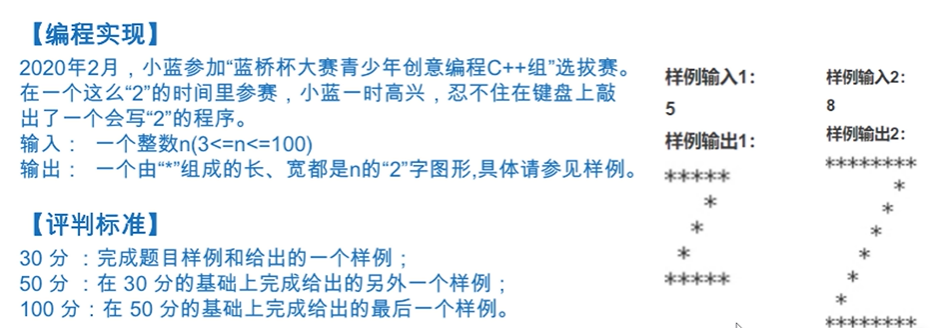 【编程实现】
2020年2月，小蓝参加“蓝桥杯大赛青少年创意编程C++组”选拔赛。
在一个这么“2”的时间里参赛，小蓝一时高兴，忍不住在键盘上敲
出了一个会写“2”的程序。
输入： 一个整数n(3<=n<=100)
输出： 一个由“*”组成的长、宽都是n的“2”字图形,具体请参见样例。
【评判标准】
30 分 ：完成题目样例和给出的一个样例；
50 分 ：在 30 分的基础上完成给出的另外一个样例；
100 分：在 50 分的基础上完成给出的最后一个样例。
样例输入1：
5
样例输出1：
*****
   *
  *
 *
*****
样例输入2：
8
样例输出2：
********
      *
     *
    *
   *
  *
 *
********